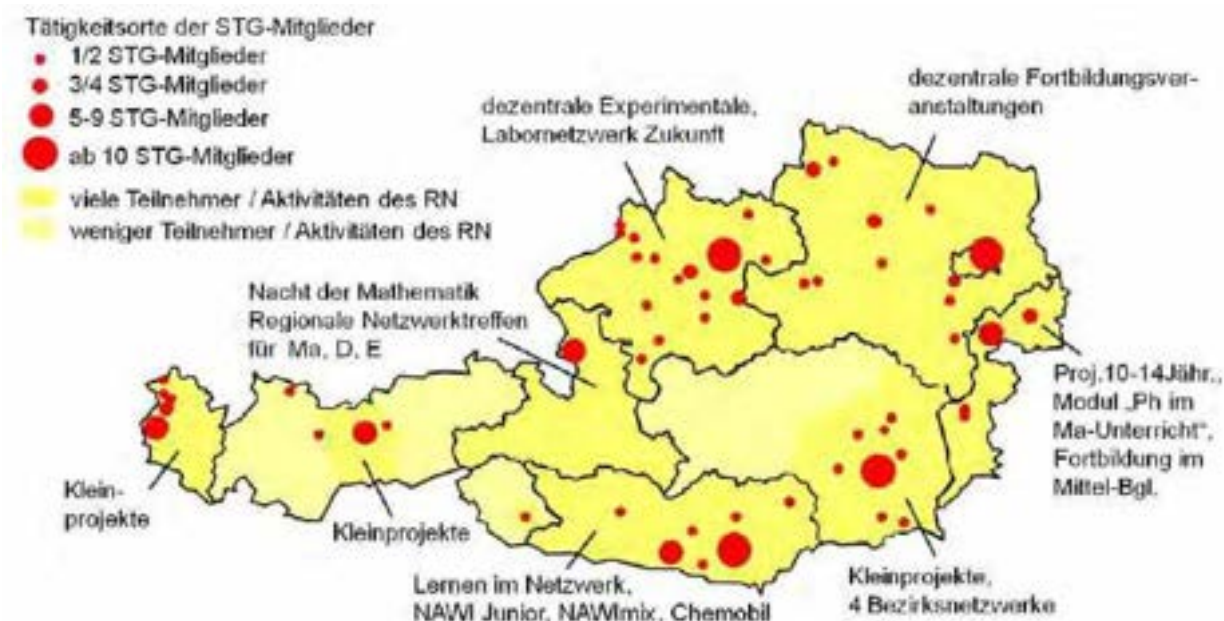 Tätigkeitsorte der STG-Mitglieder
1/2 STG-Mitglieder
3/4 STG-Mitglieder
5-9 STG-Mitglieder
ab 10 STG-Mitglieder
viele Teilnehmer / Aktivitäten des RN
weniger Teilnehmer / Aktivitäten des RN
dezentrale Experimentale,
Labornetzwerk Zukunft
dezentrale Fortbildungsver-
anstaltungen
Nacht der Mathematik
Regionale Netzwerktreffen
für Ma, D, E
Proj.10-14Jähr.,
Modul „Ph im
Ma-Unterricht",
Fortbildung im
Mittel-Bgl.
Klein-
projekte
Kleinprojekte
Lernen im Netzwerk,
NAWI Junior, NAWImix, Chemobil
Kleinprojekte,
4 Bezirksnetzwerke